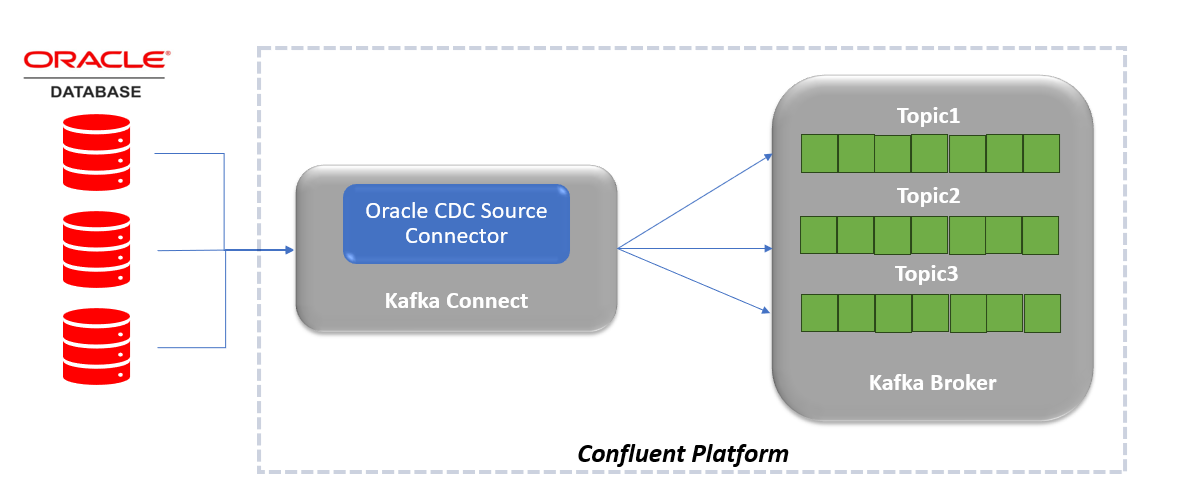 ORACLE®
DATABASE
Oracle CDC Source
Connector
Kafka Connect
Topic1
Topic2
Topic3
Kafka Broker
Confluent Platform